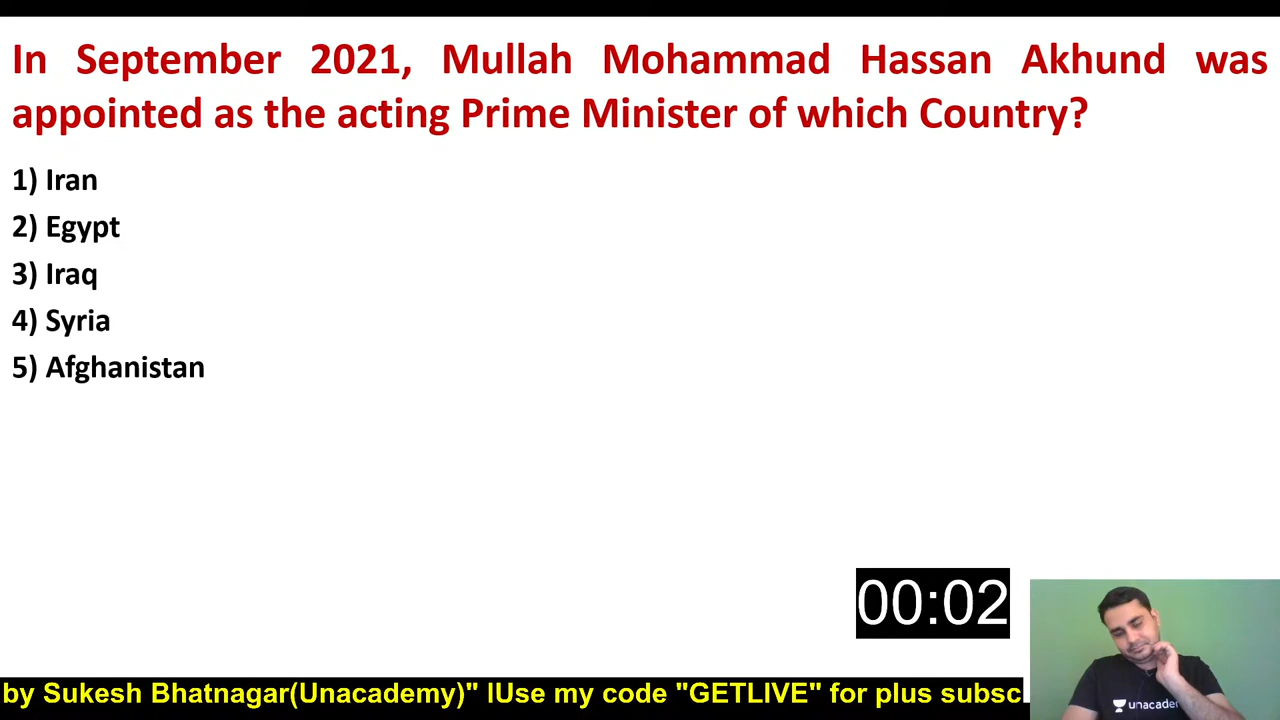 In September 2021, Mullah Mohammad Hassan Akhund was
appointed as the acting Prime Minister of which Country?
1) Iran
2) Egypt
3) Iraq
4) Syria
5) Afghanistan
00:02
by Sukesh Bhatnagar(Unacademy)" lUse my code "GETLIVE" for plus subsc
unacadem